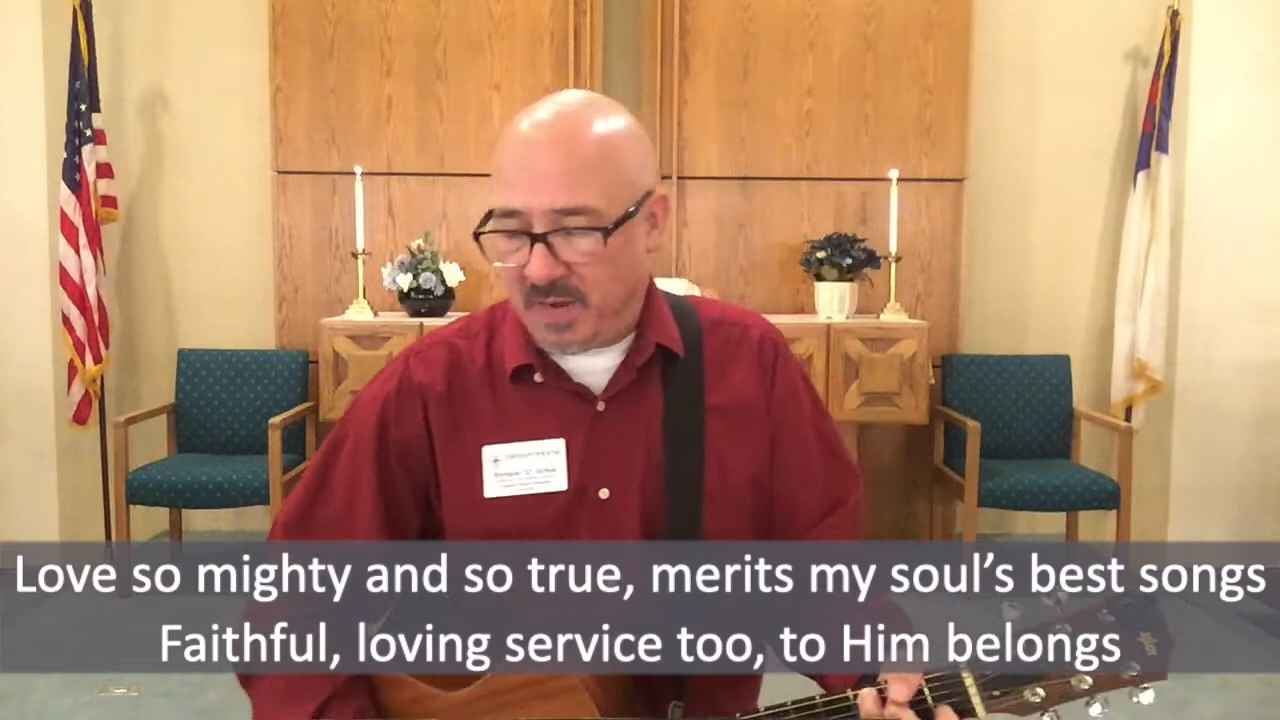 Love so mighty and so true, merits my soul’s best songs
Faithful, loving service too, to Him belongs